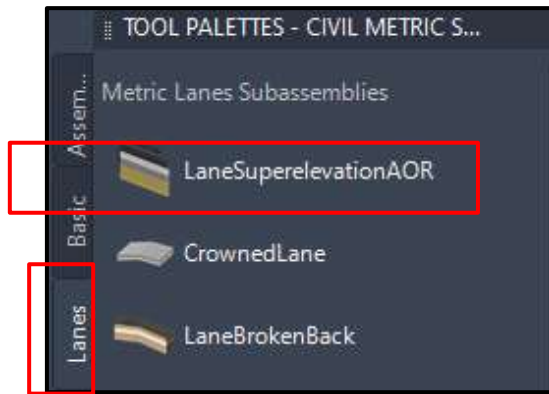 TOOL PALETTES - CIVIL METRIC S...
Assem...
Metric Lanes Subassemblies
LaneSuperelevationAOR
Basic
CrownedLane
Lanes
LaneBrokenBack